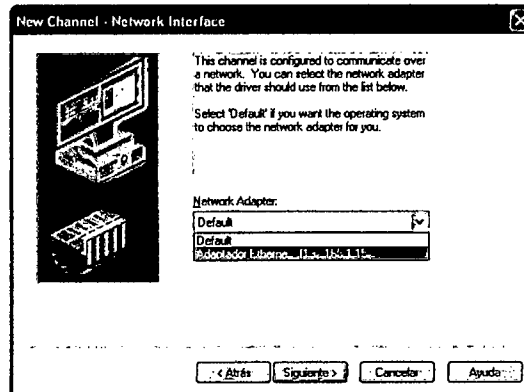 New Channel - Network Interface
This channel is configured to communicate over
a network. You can select the network adapter
that the driver should use from the list below.
Select 'Default' if you want the operating system
to choose the network adapter for you.
Network Adapter:
Default
Default
Adaptador
< Atrás
Siguiente >
Cancelar
Ayuda